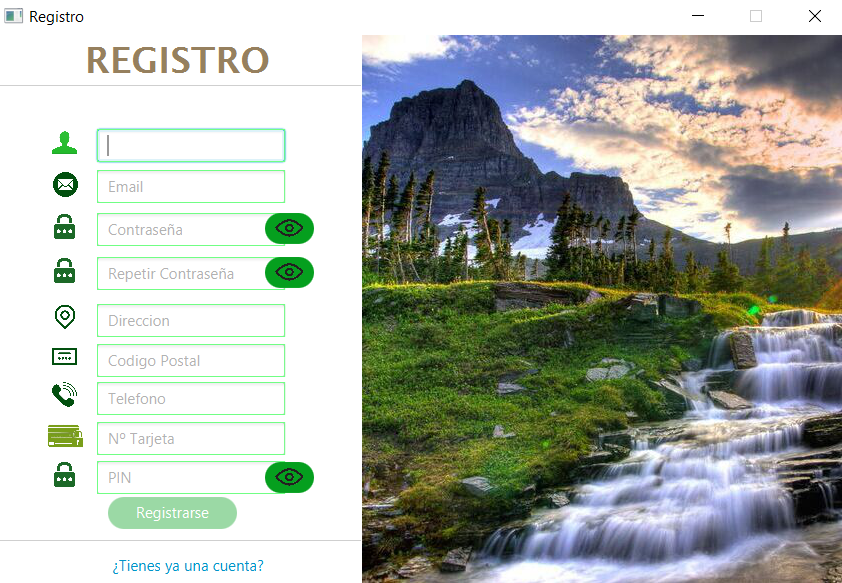 Registro
REGISTRO
Email
Contraseña
Repetir Contraseña
Direccion
Codigo Postal
Telefono
Nº Tarjeta
PIN
Registrarse
¿Tienes ya una cuenta?